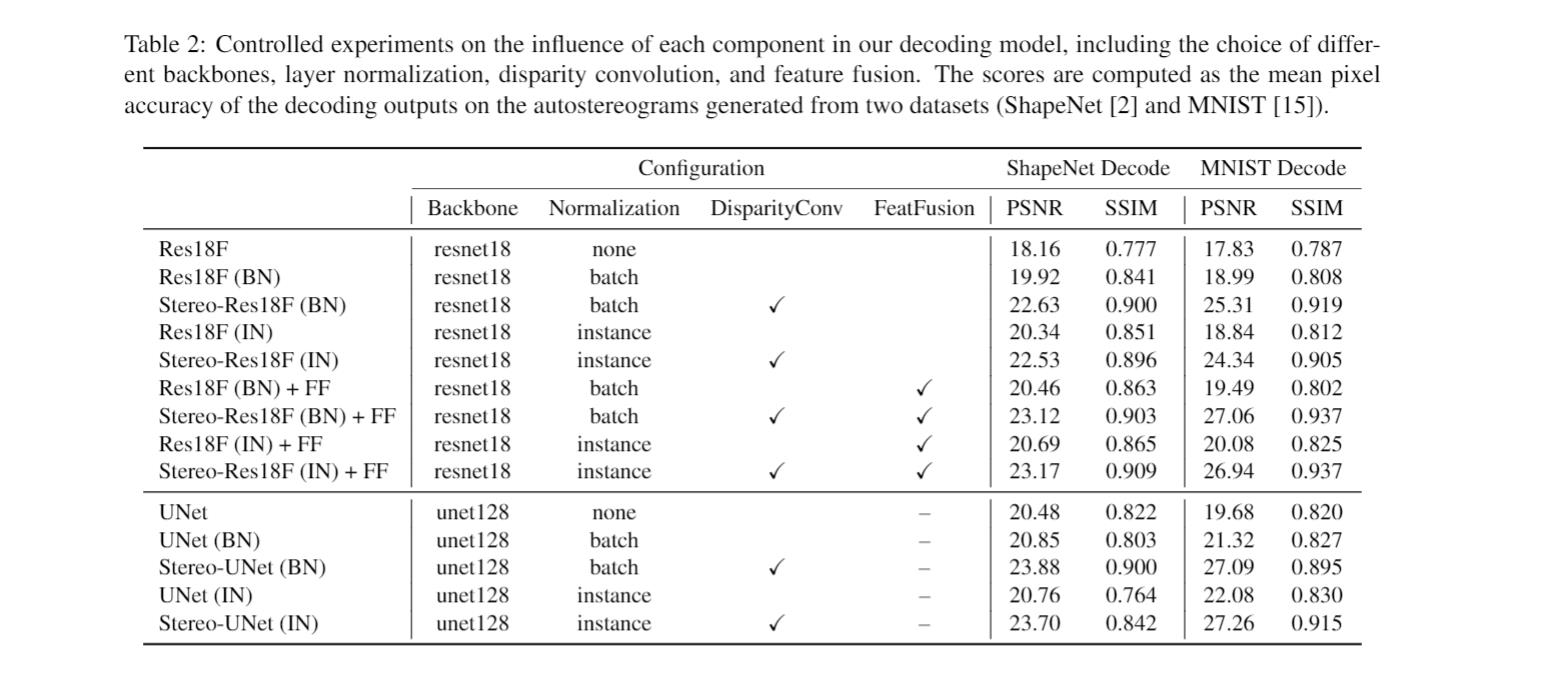 Table 2: Controlled experiments on the influence of each component in our decoding model, including the choice of differ-
ent backbones, layer normalization, disparity convolution, and feature fusion. The scores are computed as the mean pixel
accuracy of the decoding outputs on the autostereograms generated from two datasets (ShapeNet [2] and MNIST [15]).
Configuration ShapeNet Decode MNIST Decode
Backbone Normalization DisparityConv FeatFusion PSNR SSIM PSNR SSIM
Res18F resnet18 none 18.16 0.777 17.83 0.787
Res18F (BN) resnet18 batch 19.92 0.841 18.99 0.808
Stereo-Res18F (BN) resnet18 batch ✓ 22.63 0.900 25.31 0.919
Res18F (IN) resnet18 instance 20.34 0.851 18.84 0.812
Stereo-Res18F (IN) resnet18 instance ✓ 22.53 0.896 24.34 0.905
Res18F (BN) + FF resnet18 batch ✓ 20.46 0.863 19.49 0.802
Stereo-Res18F (BN) + FF resnet18 batch ✓ ✓ 23.12 0.903 27.06 0.937
Res18F (IN) + FF resnet18 instance ✓ 20.69 0.865 20.08 0.825
Stereo-Res18F (IN) + FF resnet18 instance ✓ ✓ 23.17 0.909 26.94 0.937
UNet unet128 none – 20.48 0.822 19.68 0.820
UNet (BN) unet128 batch – 20.85 0.803 21.32 0.827
Stereo-UNet (BN) unet128 batch ✓ – 23.88 0.900 27.09 0.895
UNet (IN) unet128 instance – 20.76 0.764 22.08 0.830
Stereo-UNet (IN) unet128 instance ✓ – 23.70 0.842 27.26 0.915